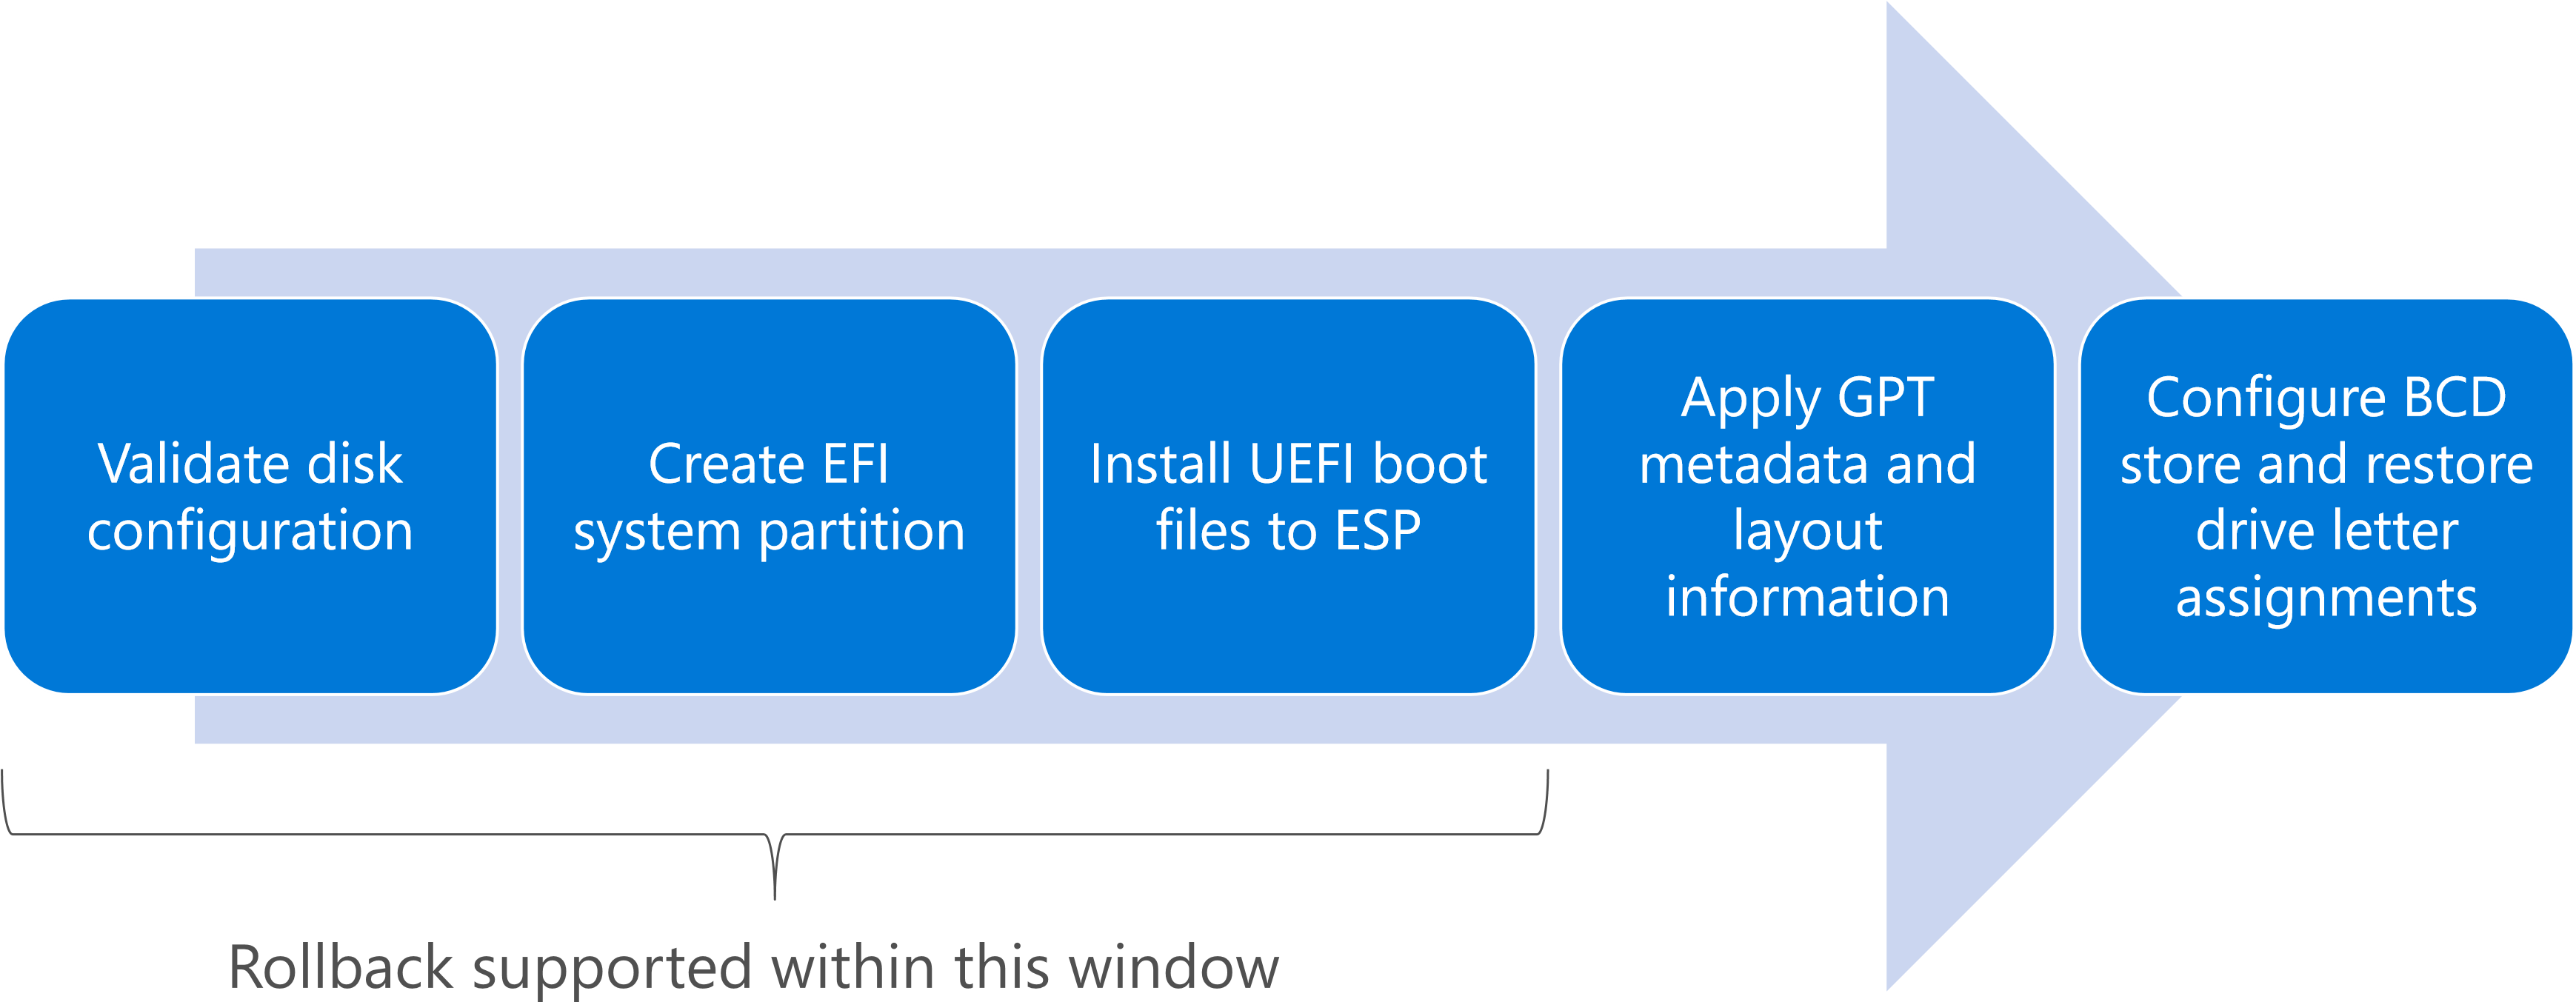 Validate disk
configuration
Create EFI
system partition
Install UEFI boot
files to ESP
Apply GPT
metadata and
layout
information
Configure BCD
store and restore
drive letter
assignments
Rollback supported within this window